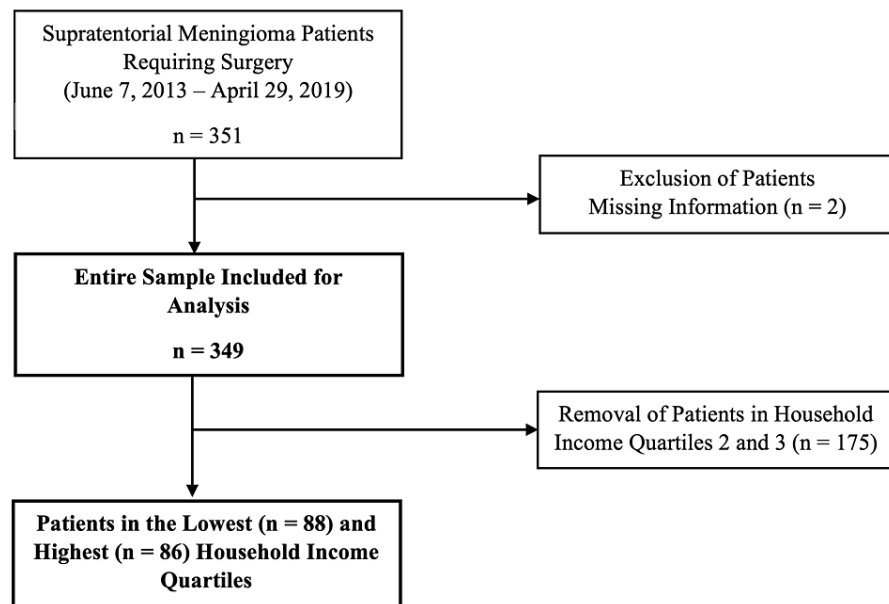 Supratentorial Meningioma Patients
Requiring Surgery
(June 7, 2013 – April 29, 2019)
n = 351
Exclusion of Patients
Missing Information (n = 2)
Entire Sample Included for
Analysis
n = 349
Removal of Patients in Household
Income Quartiles 2 and 3 (n = 175)
Patients in the Lowest (n = 88) and
Highest (n = 86) Household Income
Quartiles